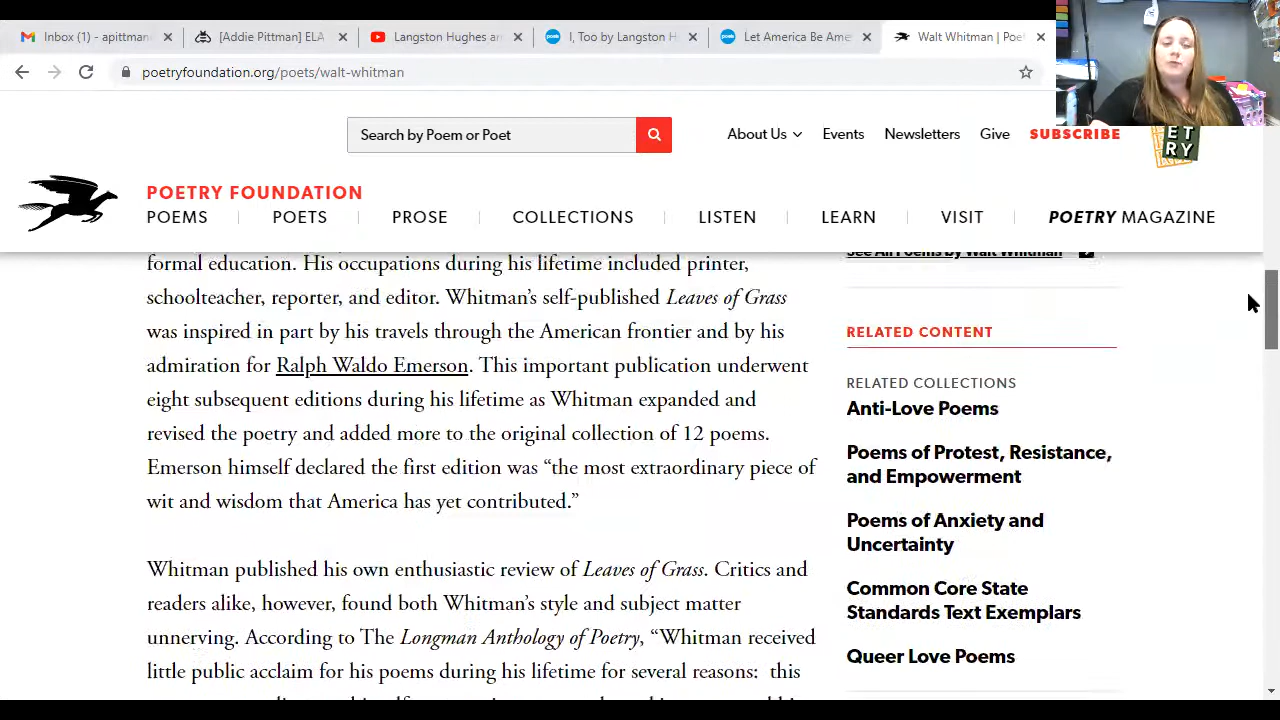 Inbox (1) - apittman
[Addie Pittman] ELA
Langston Hughes an
I, Too by Langston H
Let America Be Ame
Walt Whitman | Poet
poetryfoundation.org/poets/walt-whitman
Search by Poem or Poet
About Us
Events
Newsletters
Give
SUBSCRIBE
ET
RY
POETRY FOUNDATION
POEMS
POETS
PROSE
COLLECTIONS
LISTEN
LEARN
VISIT
POETRY MAGAZINE
formal education. His occupations during his lifetime included printer,
schoolteacher, reporter, and editor. Whitman’s self-published Leaves of Grass
was inspired in part by his travels through the American frontier and by his
admiration for Ralph Waldo Emerson. This important publication underwent
eight subsequent editions during his lifetime as Whitman expanded and
revised the poetry and added more to the original collection of 12 poems.
Emerson himself declared the first edition was “the most extraordinary piece of
wit and wisdom that America has yet contributed.”
Whitman published his own enthusiastic review of Leaves of Grass. Critics and
readers alike, however, found both Whitman’s style and subject matter
unnerving. According to The Longman Anthology of Poetry, “Whitman received
little public acclaim for his poems during his lifetime for several reasons: this
See All Poems by Walt Whitman
RELATED CONTENT
RELATED COLLECTIONS
Anti-Love Poems
Poems of Protest, Resistance,
and Empowerment
Poems of Anxiety and
Uncertainty
Common Core State
Standards Text Exemplars
Queer Love Poems